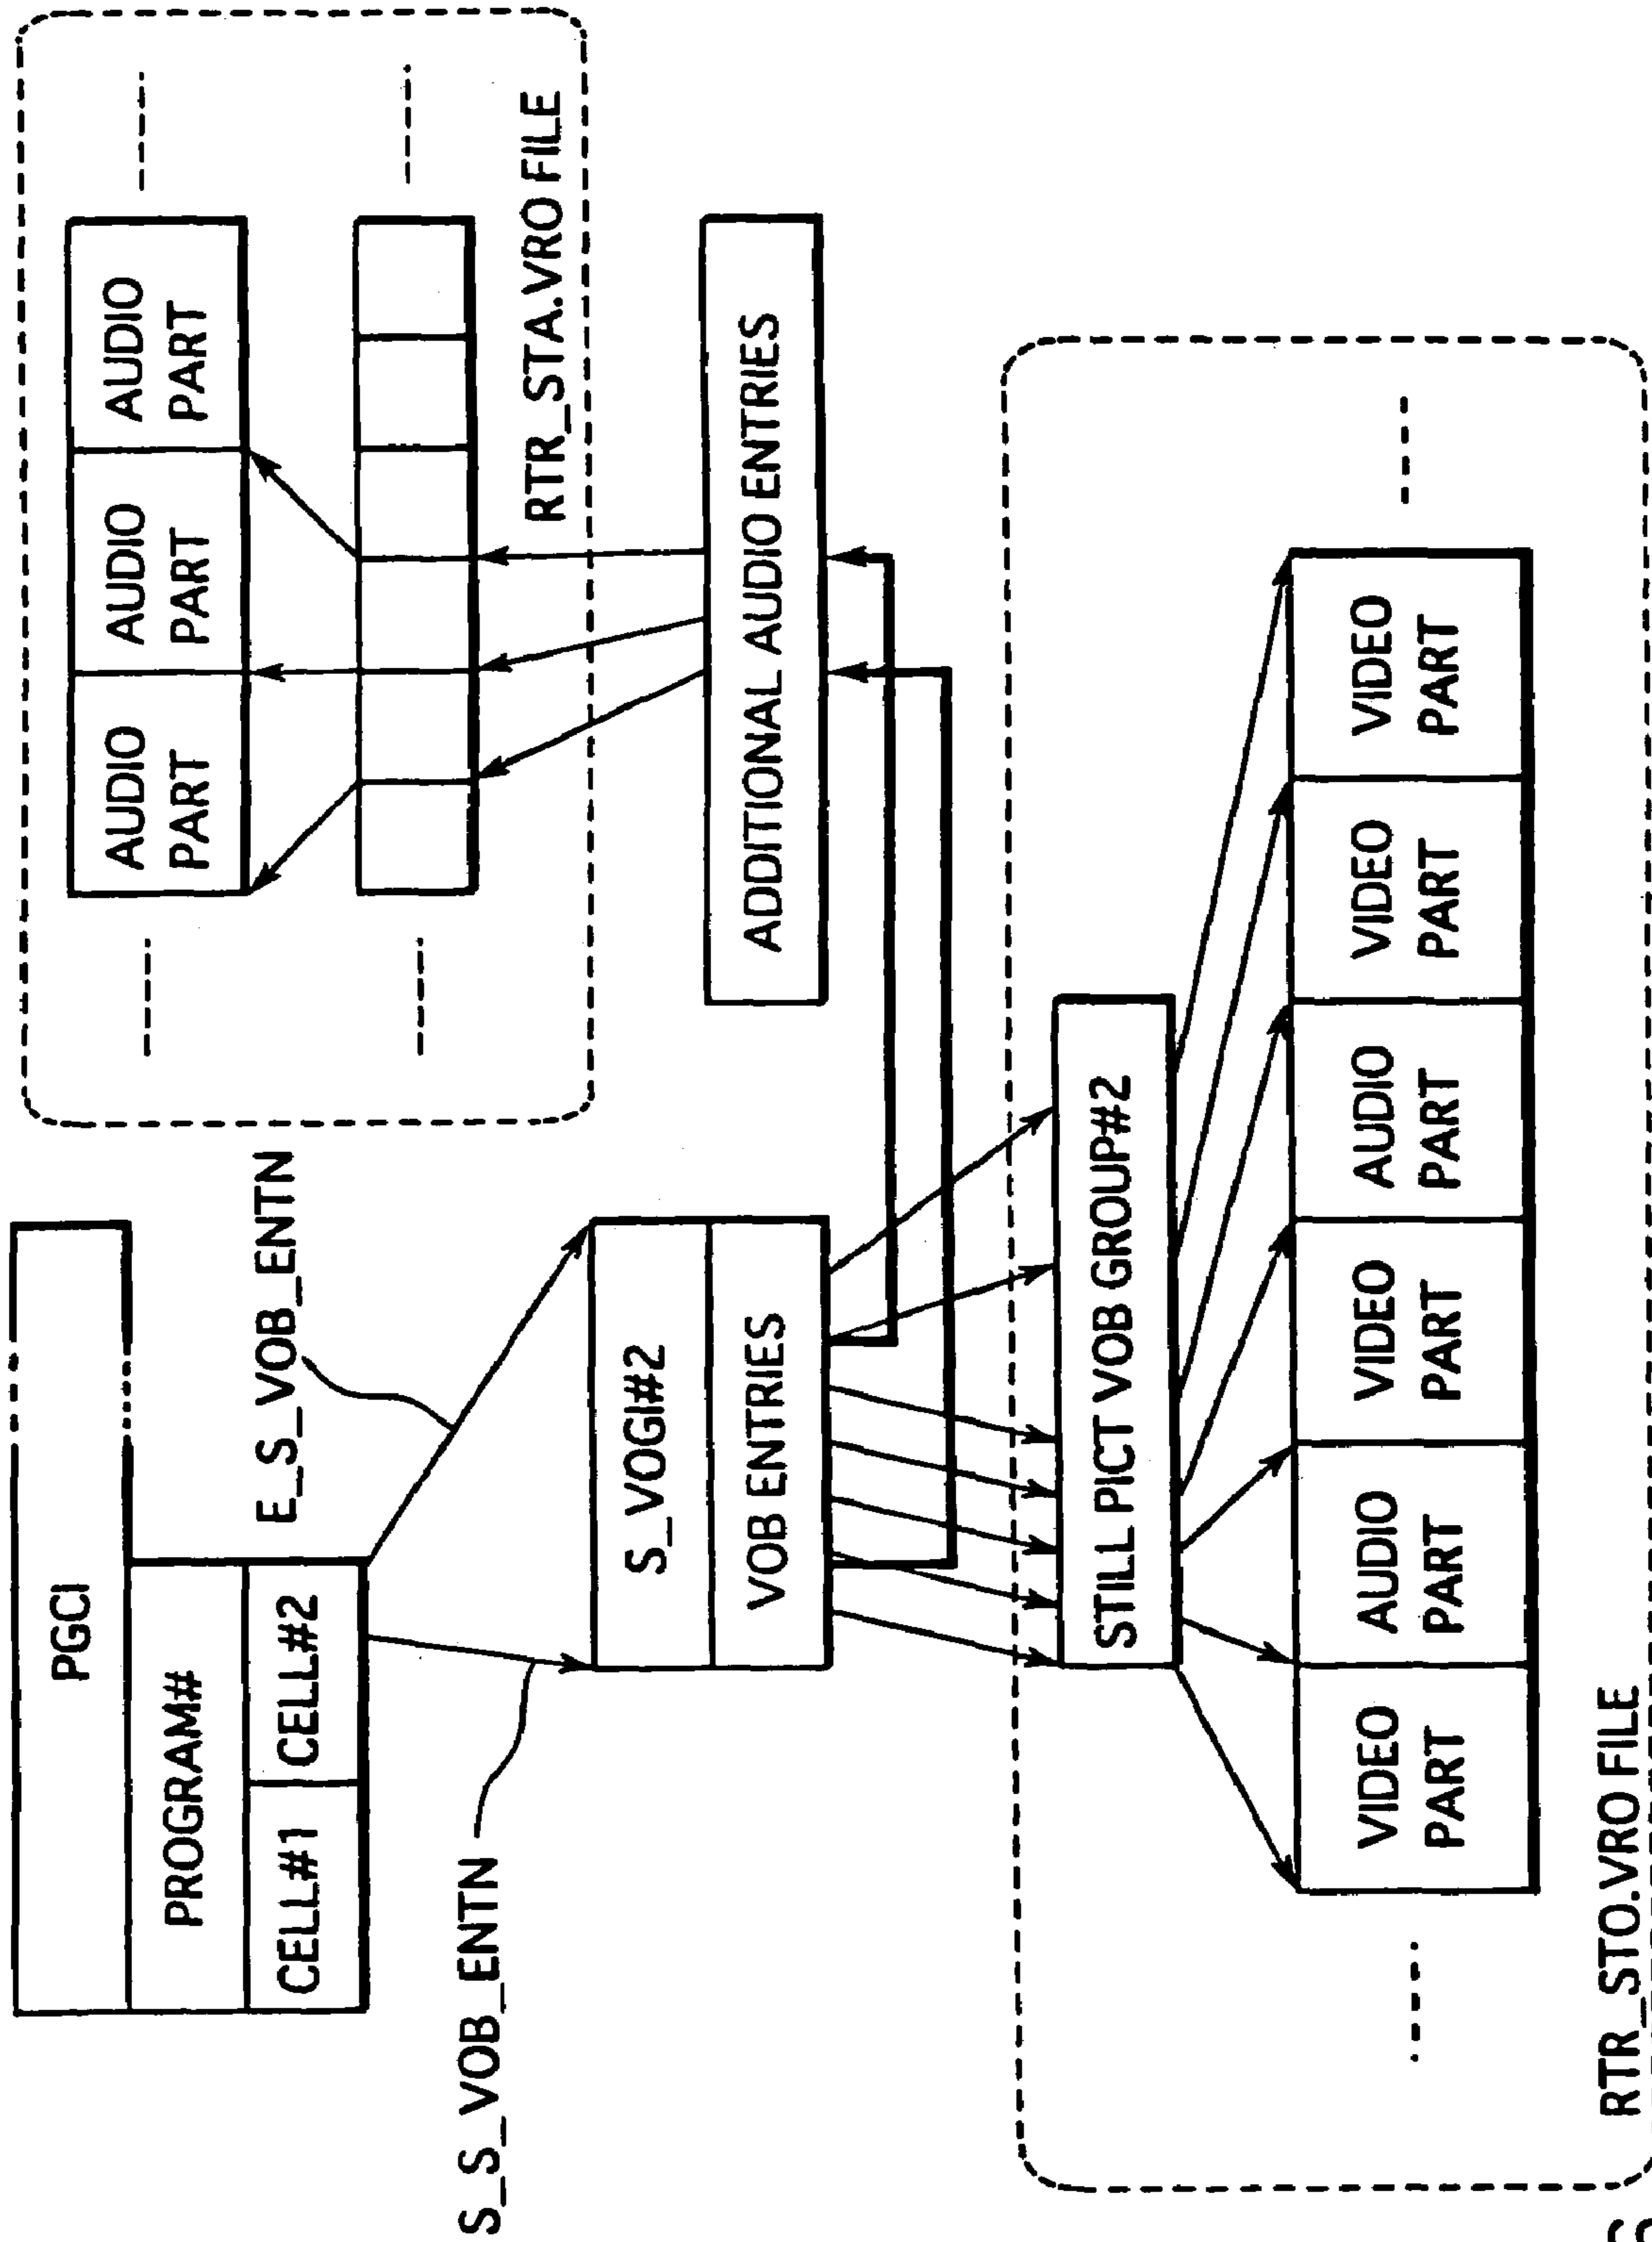 PGCI
PROGRAM#
CELL#1
CELL#2
E_S_VOB_ENTN
S_S_VOB_ENTN
S_VOGI#2
VOB ENTRIES
AUDIO
PART
AUDIO
PART
AUDIO
PART
RTR_STA.VRO FILE
ADDITIONAL AUDIO ENTRIES
STILL PICT VOB GROUP#2
VIDEO
PART
AUDIO
PART
VIDEO
PART
AUDIO
PART
VIDEO
PART
VIDEO
PART
RTR_STO.VRO FILE